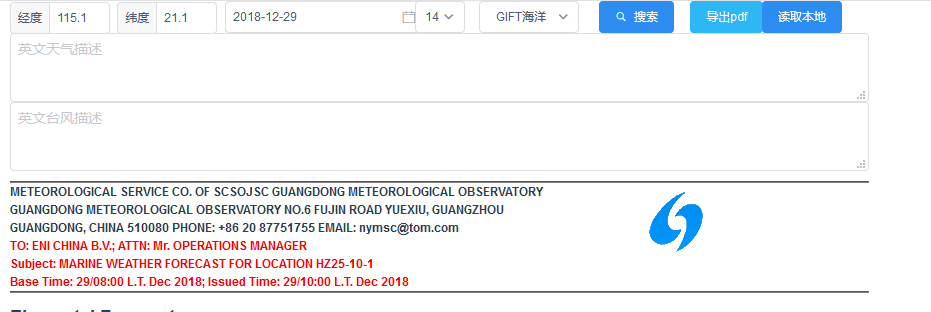 经度 115.1 纬度 21.1 2018-12-29 14 GIFT海洋 搜索 导出pdf 读取本地
英文天气描述
英文台风描述
METEOROLOGICAL SERVICE CO. OF SCSOJSC GUANGDONG METEOROLOGICAL OBSERVATORY
GUANGDONG METEOROLOGICAL OBSERVATORY NO.6 FUJIN ROAD YUEXIU, GUANGZHOU
GUANGDONG, CHINA 510080 PHONE: +86 20 87751755 EMAIL: nymsc@tom.com
TO: ENI CHINA B.V.; ATTN: Mr. OPERATIONS MANAGER
Subject: MARINE WEATHER FORECAST FOR LOCATION HZ25-10-1
Base Time: 29/08:00 L.T. Dec 2018; Issued Time: 29/10:00 L.T. Dec 2018